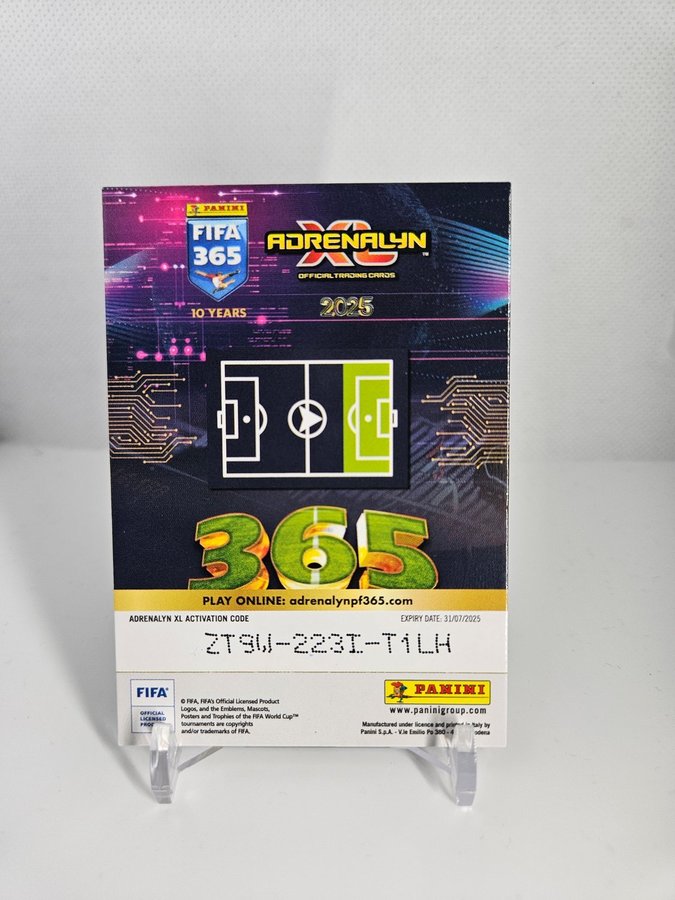 PANINI
FIFA
365
10 YEARS
ADRENALYN
XL
™
OFFICIAL TRADING CARDS
2025
365
PLAY ONLINE: adrenalynpf365.com
ADRENALYN XL ACTIVATION CODE
EXPIRY DATE: 31/07/2025
ZT9W-223I-T1LH
FIFA®
OFFICIAL
LICENSED
© FIFA, FIFA's Official Licensed Product
Logos, and the Emblems, Mascots,
Posters and Trophies of the FIFA World Cup™
tournaments are copyrights
and/or trademarks of FIFA.
PANINI
www.paninigroup.com
Manufactured under licence and printed in Italy by
Panini S.p.A. - V.le Emilio Po 380 -